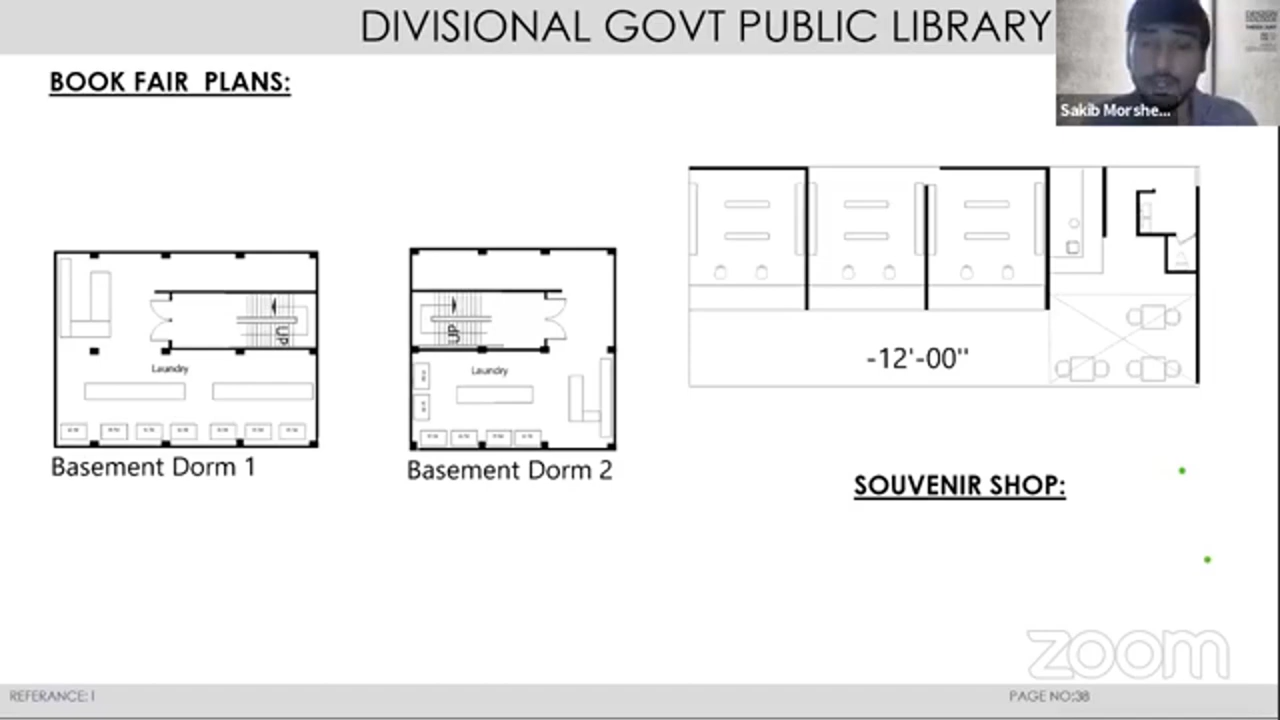 DIVISIONAL GOVT PUBLIC LIBRARY
Sakib Morshe...
BOOK FAIR PLANS:
UP
Laundry
Basement Dorm 1
UP
Laundry
Basement Dorm 2
-12'-00"
SOUVENIR SHOP:
zoom
REFERANCE: I
PAGE NO:38